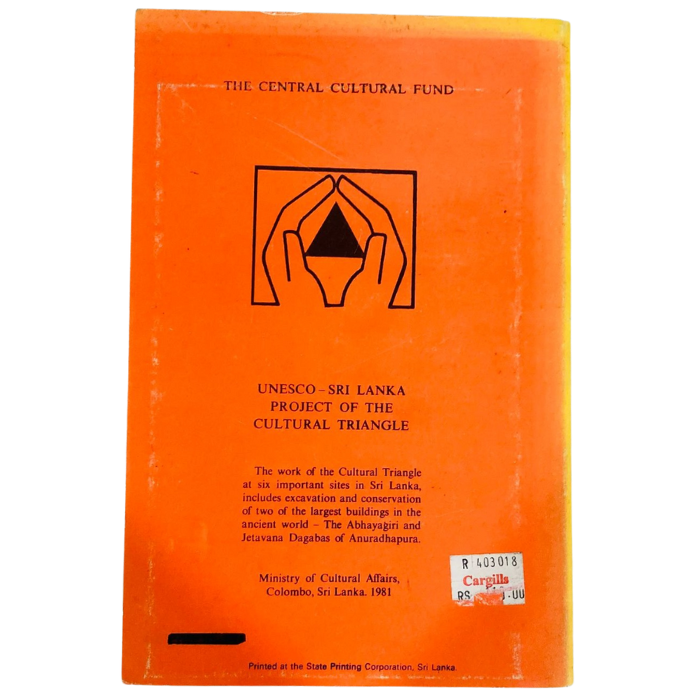 THE CENTRAL CULTURAL FUND
UNESCO – SRI LANKA
PROJECT OF THE
CULTURAL TRIANGLE
The work of the Cultural Triangle
at six important sites in Sri Lanka,
includes excavation and conservation
of two of the largest buildings in the
ancient world – The Abhayagiri and
Jetavana Dagabas of Anuradhapura.
Ministry of Cultural Affairs,
Colombo, Sri Lanka. 1981
R 403018
Cargills
RS
Printed at the State Printing Corporation, Sri Lanka.